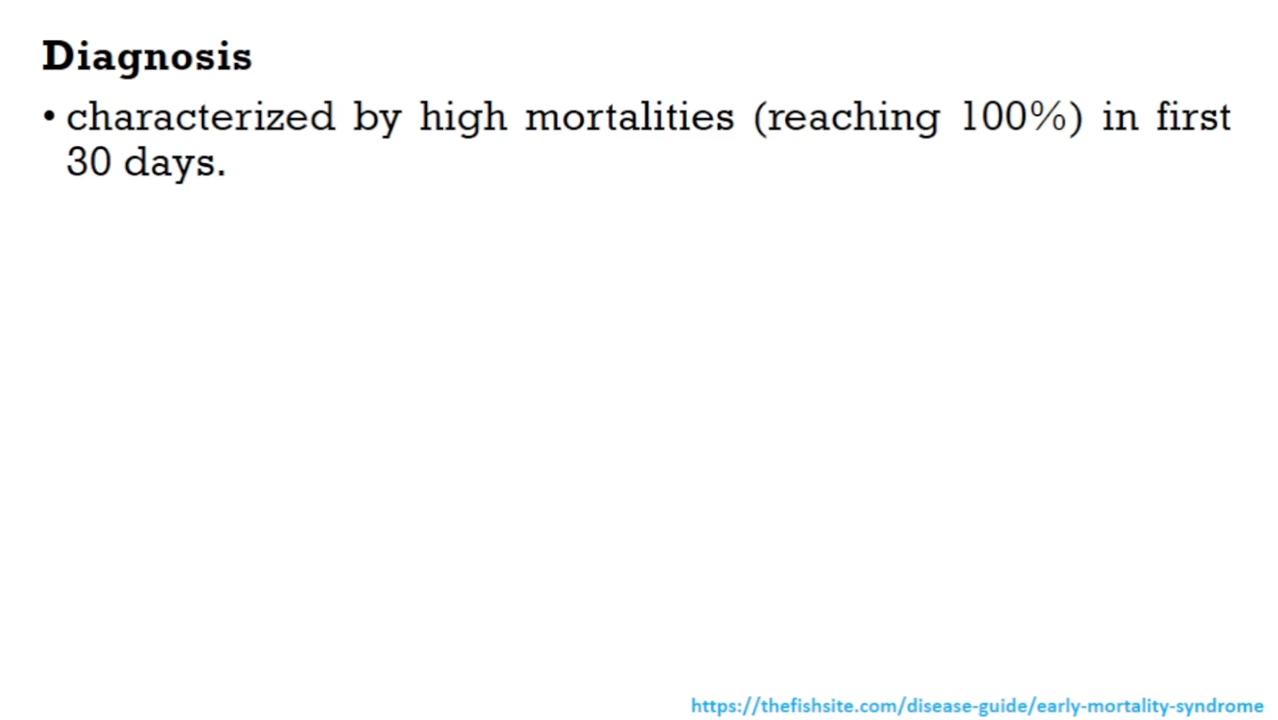 Diagnosis
• characterized by high mortalities (reaching 100%) in first
30 days.
https://thefishsite.com/disease-guide/early-mortality-syndrome